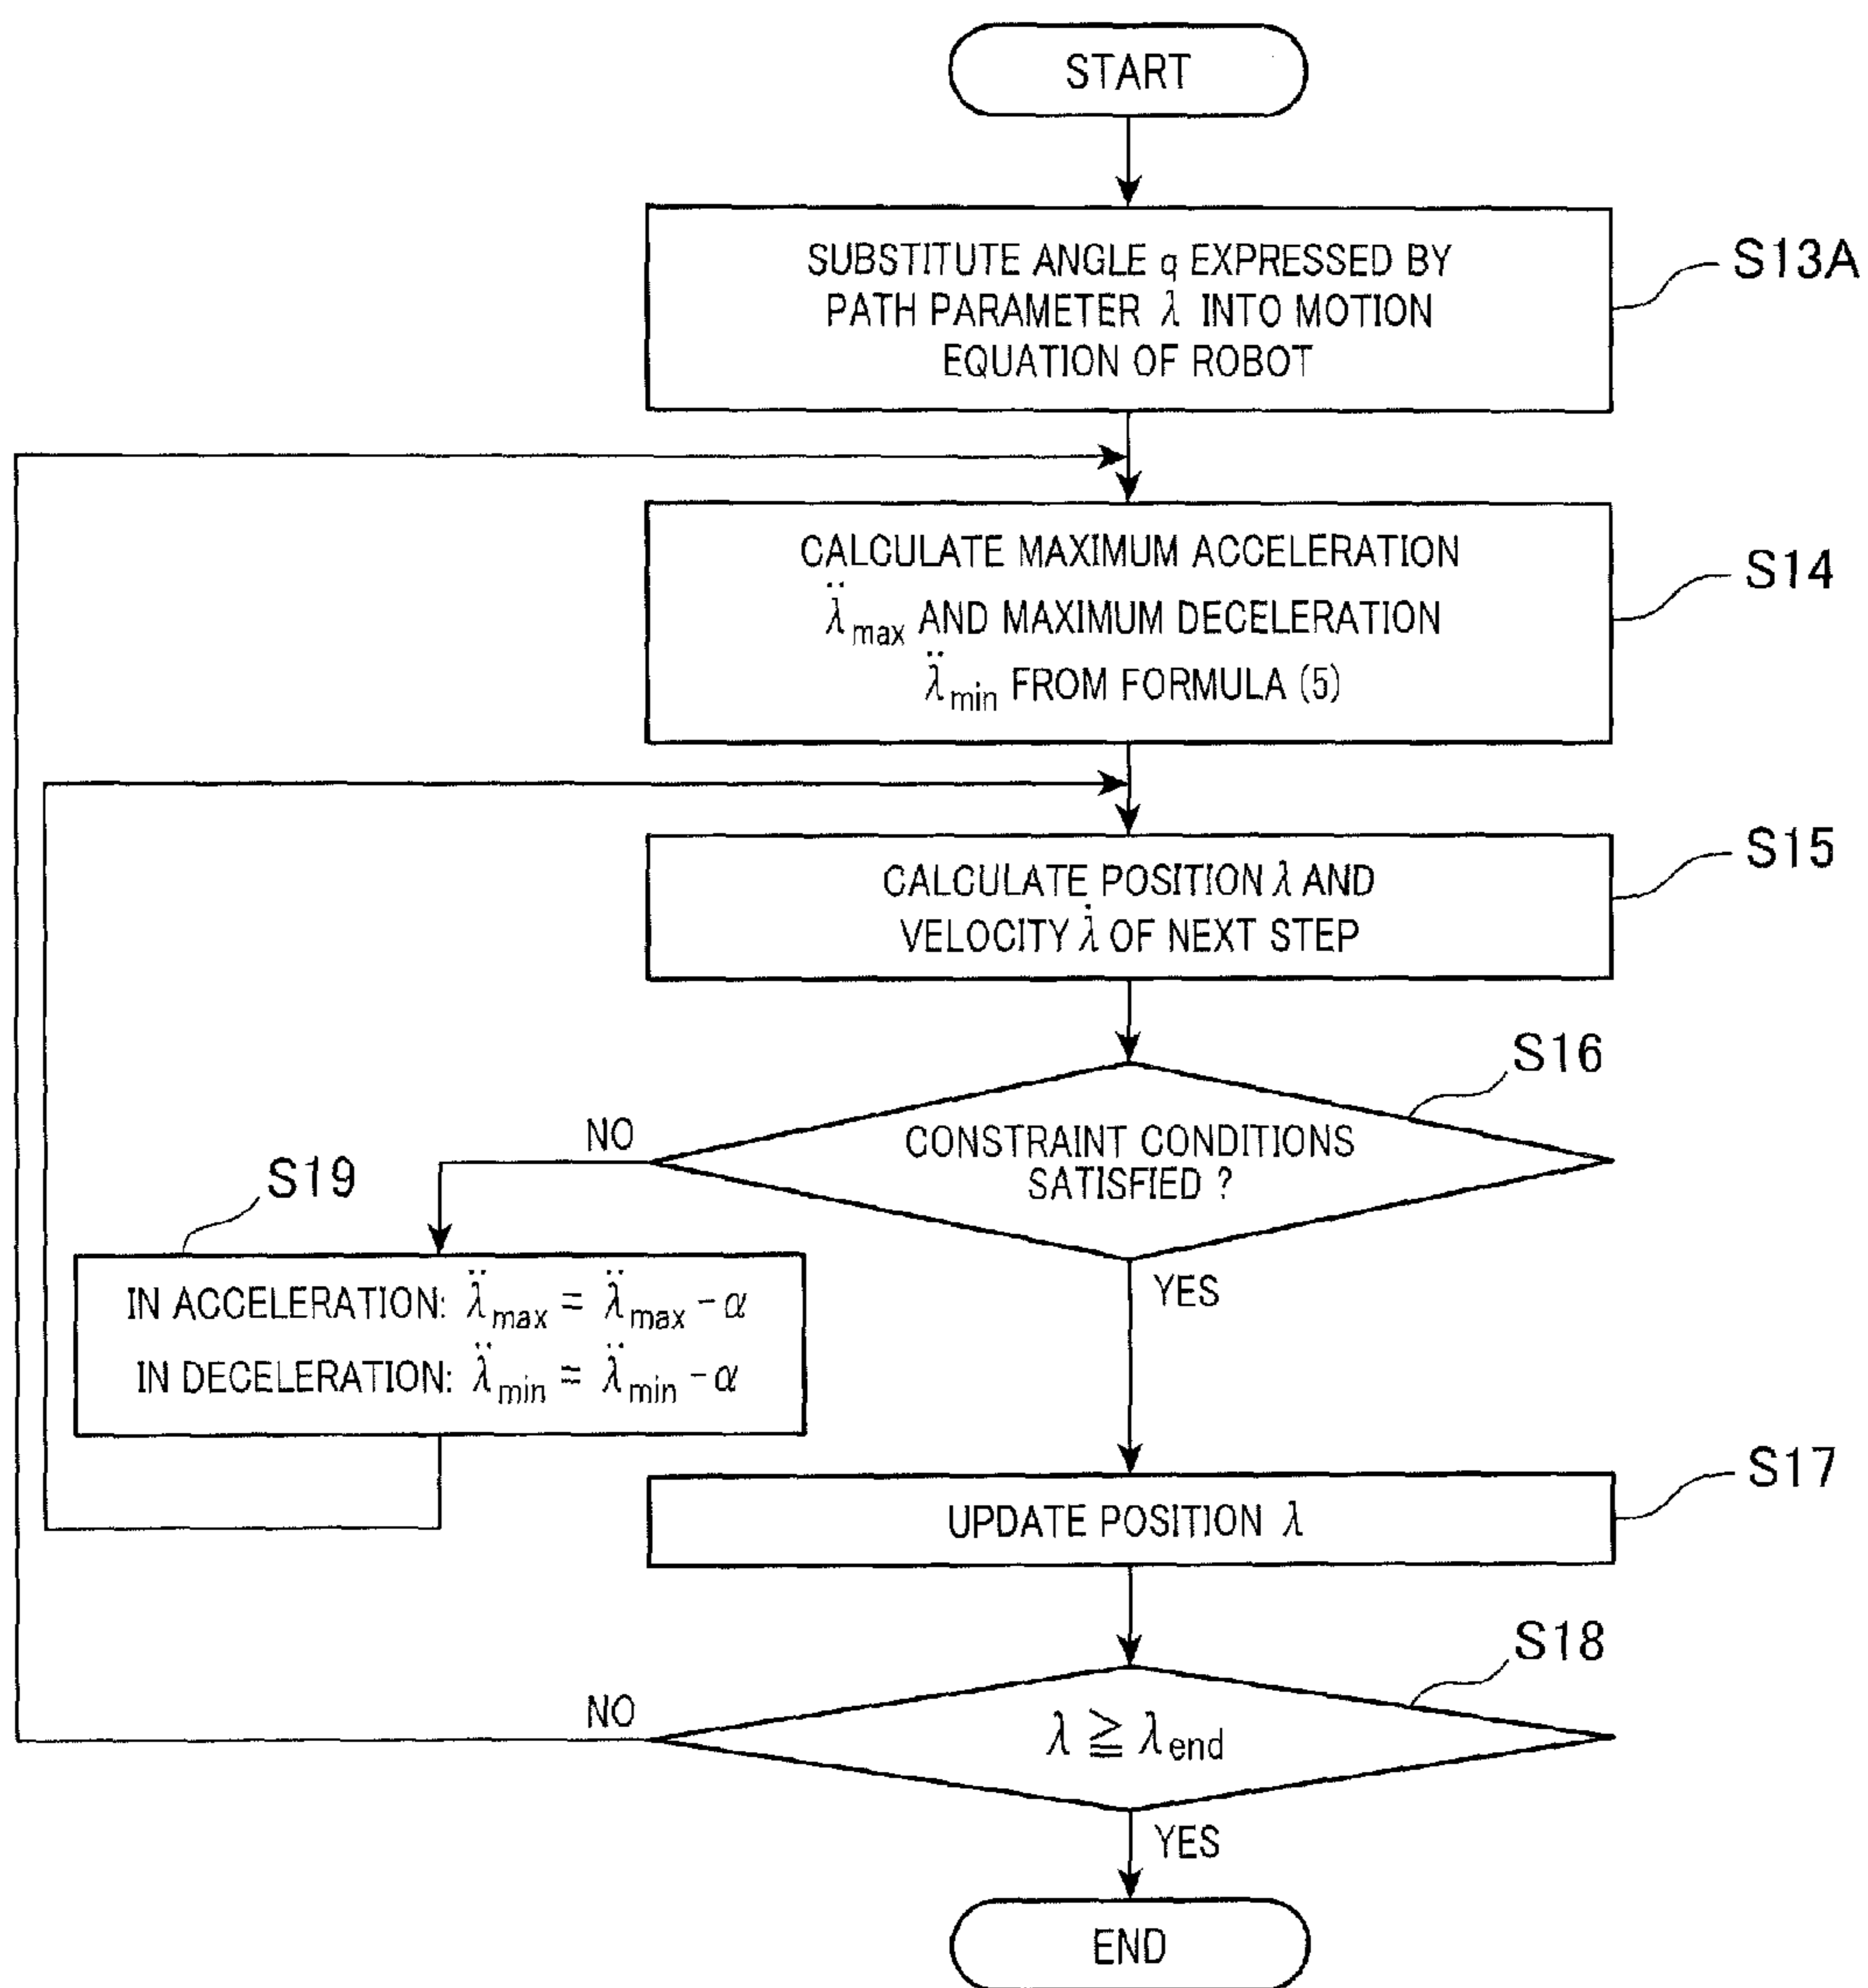 START
SUBSTITUTE ANGLE q EXPRESSED BY
PATH PARAMETER λ INTO MOTION
EQUATION OF ROBOT
S13A
CALCULATE MAXIMUM ACCELERATION
λ̈max AND MAXIMUM DECELERATION
λ̈min FROM FORMULA (5)
S14
CALCULATE POSITION λ AND
VELOCITY λ̇ OF NEXT STEP
S15
S16
NO
CONSTRAINT CONDITIONS
SATISFIED ?
YES
S19
IN ACCELERATION: λ̈max = λ̈max - α
IN DECELERATION: λ̈min = λ̈min - α
S17
UPDATE POSITION λ
S18
NO
λ ≧ λend
YES
END